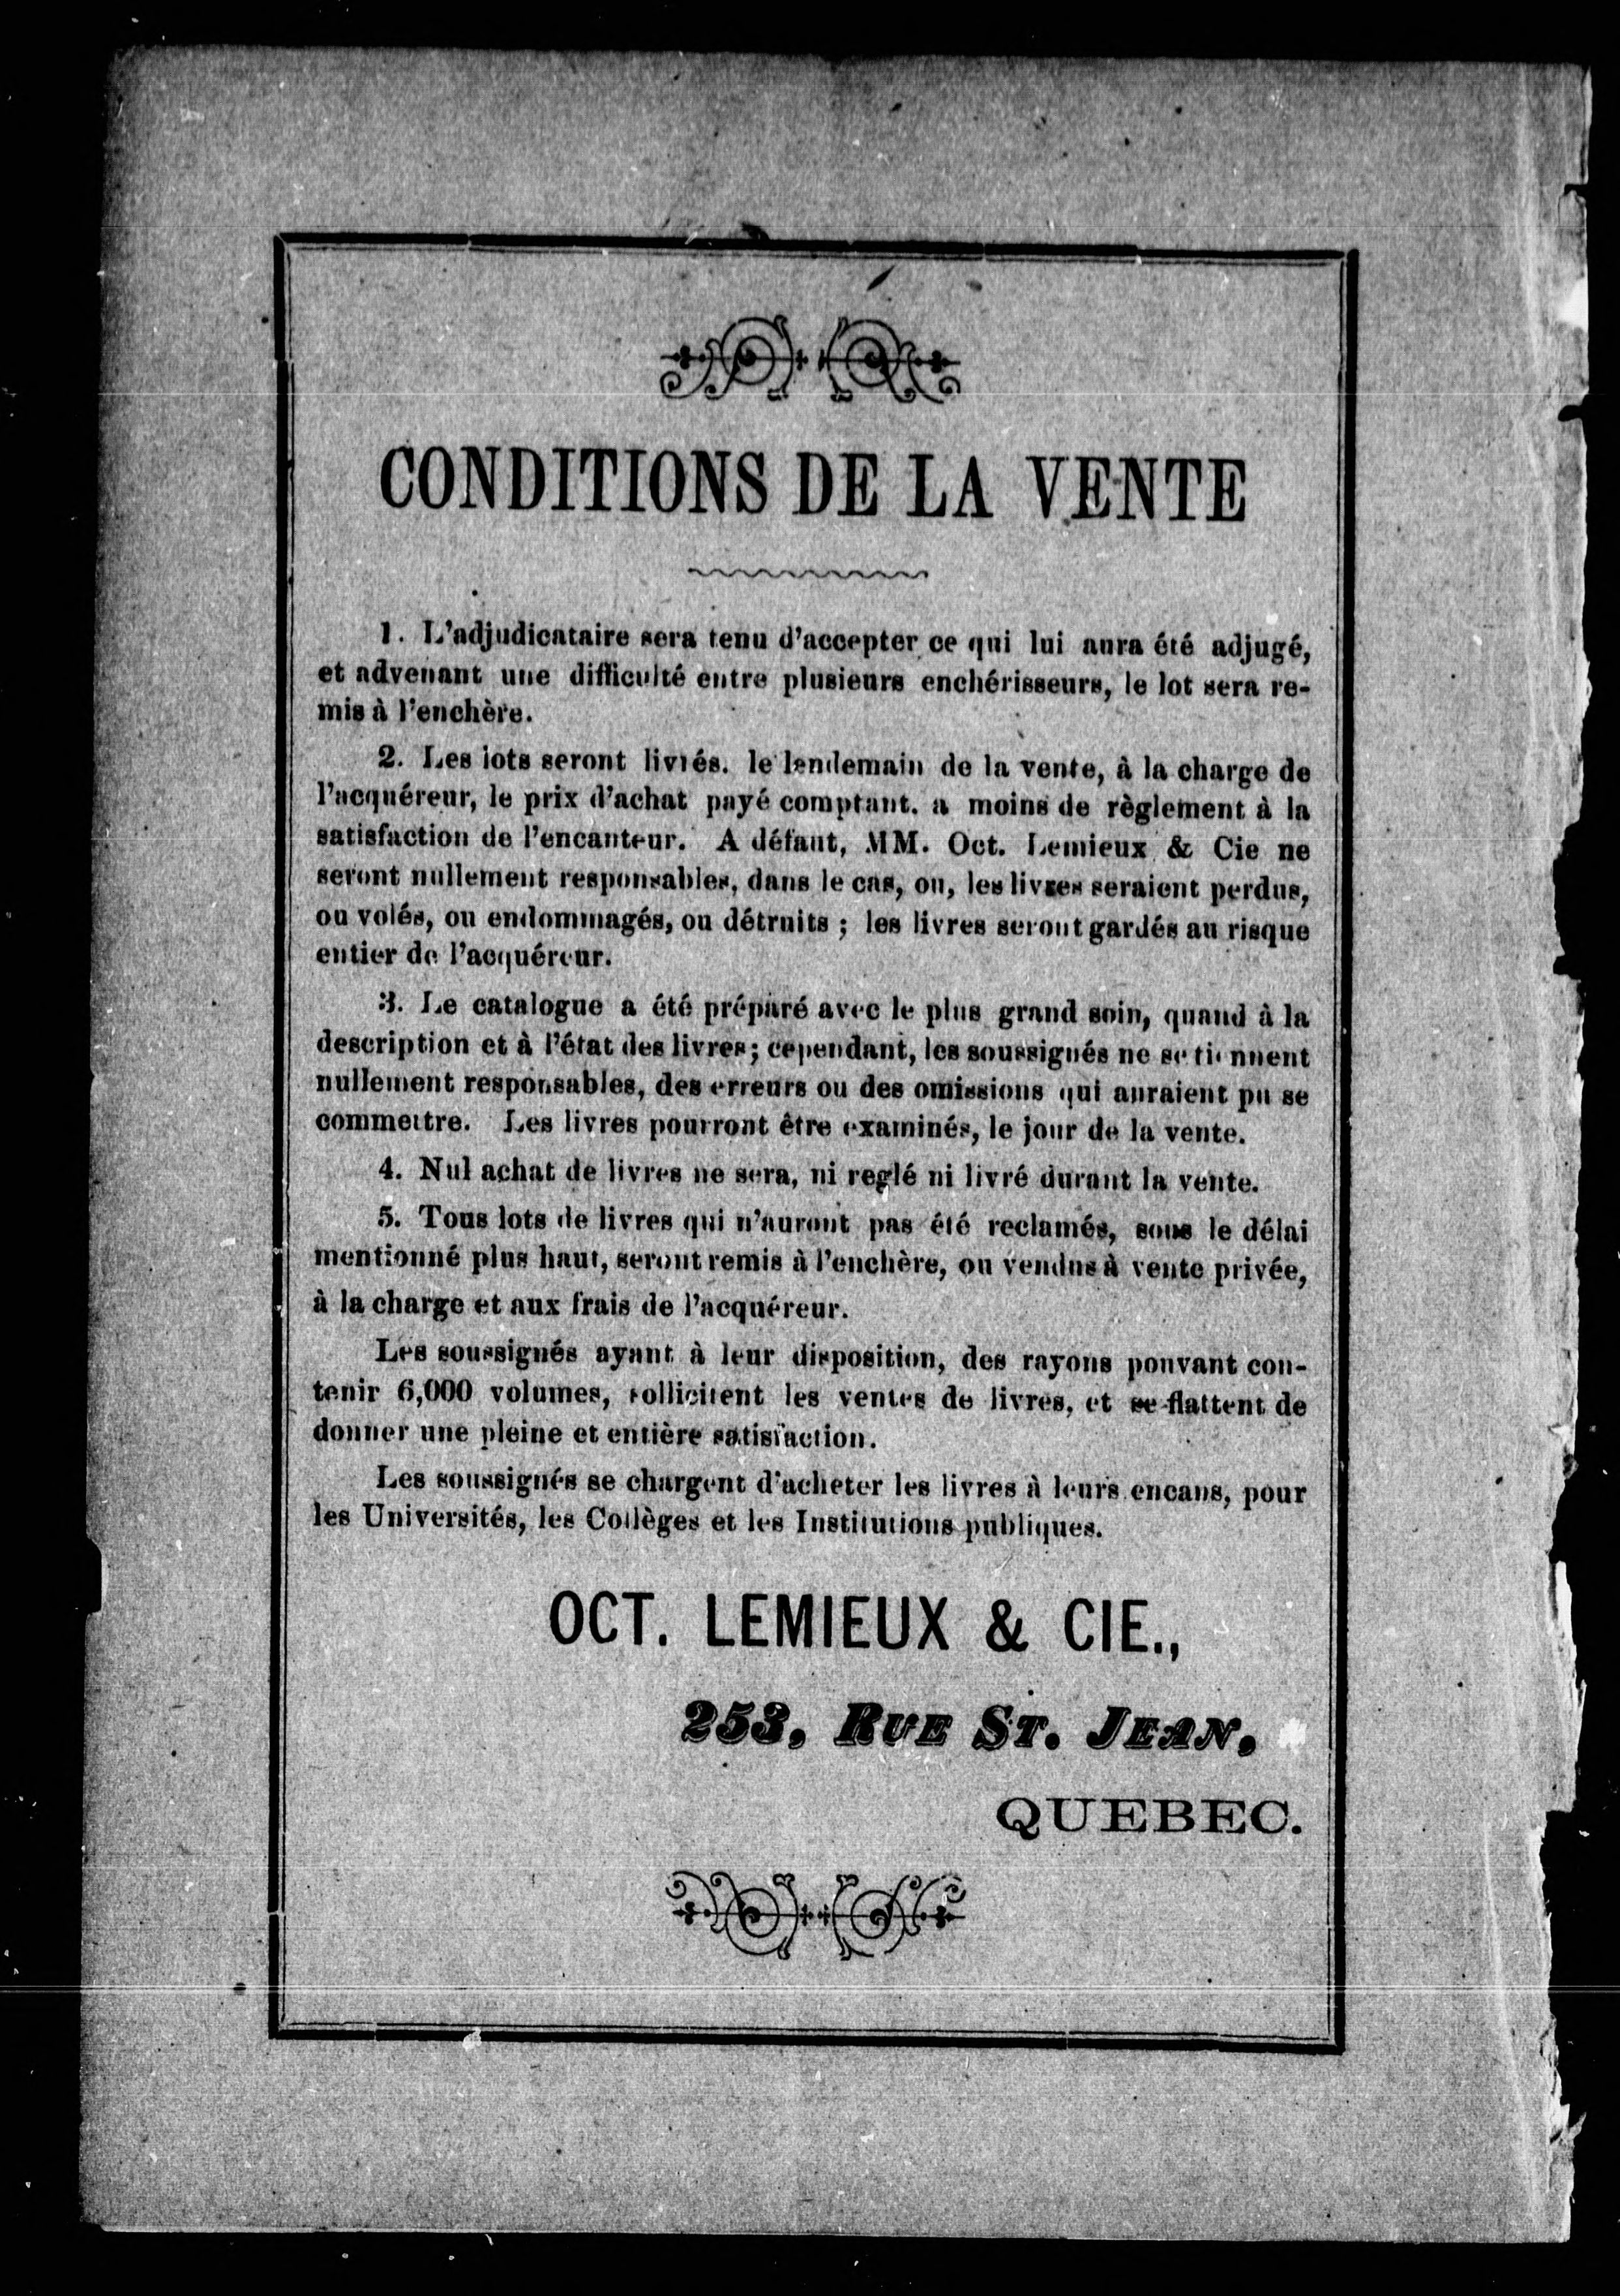 CONDITIONS DE LA VENTE
1. L'adjudicataire sera tenu d'accepter ce qui lui aura été adjugé,
et advenant une difficulté entre plusieurs enchérisseurs, le lot sera re-
mis à l'enchère.
2. Les lots seront livrés. le lendemain de la vente, à la charge de
l'acquéreur, le prix d'achat payé comptant. a moins de règlement à la
satisfaction de l'encanteur. A défaut, MM. Oct. Lemieux & Cie ne
seront nullement responsables, dans le cas, ou, les livres seraient perdus,
ou volés, ou endommagés, ou détruits ; les livres seront gardés au risque
entier de l'acquéreur.
3. Le catalogue a été préparé avec le plus grand soin, quand à la
description et à l'état des livres; cependant, les soussignés ne se tiennent
nullement responsables, des erreurs ou des omissions qui auraient pu se
commettre. Les livres pourront être examinés, le jour de la vente.
4. Nul achat de livres ne sera, ni reglé ni livré durant la vente.
5. Tous lots de livres qui n'auront pas été reclamés, sous le délai
mentionné plus haut, seront remis à l'enchère, ou vendus à vente privée,
à la charge et aux frais de l'acquéreur.
Les soussignés ayant à leur disposition, des rayons pouvant con-
tenir 6,000 volumes, sollicitent les ventes de livres, et se flattent de
donner une pleine et entière satisfaction.
Les soussignés se chargent d'acheter les livres à leurs encans, pour
les Universités, les Collèges et les Institutions publiques.
OCT. LEMIEUX & CIE.,
253, RUE ST. JEAN,
QUEBEC.